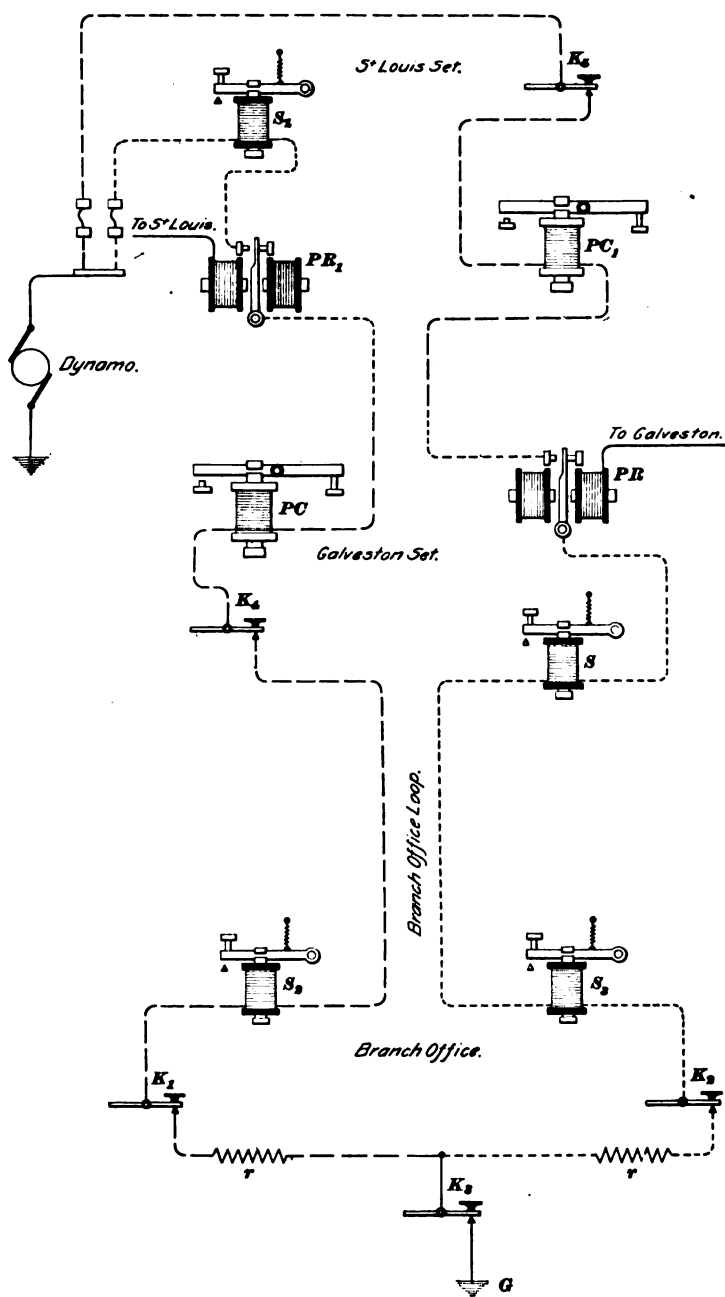 St Louis Set.
K5
S1
To St Louis.
PR1
PC1
Dynamo.
To Galveston.
PR
PC
Galveston Set.
K4
S
Branch Office Loop.
S2
S3
Branch Office.
K1
K2
r
r
K3
G